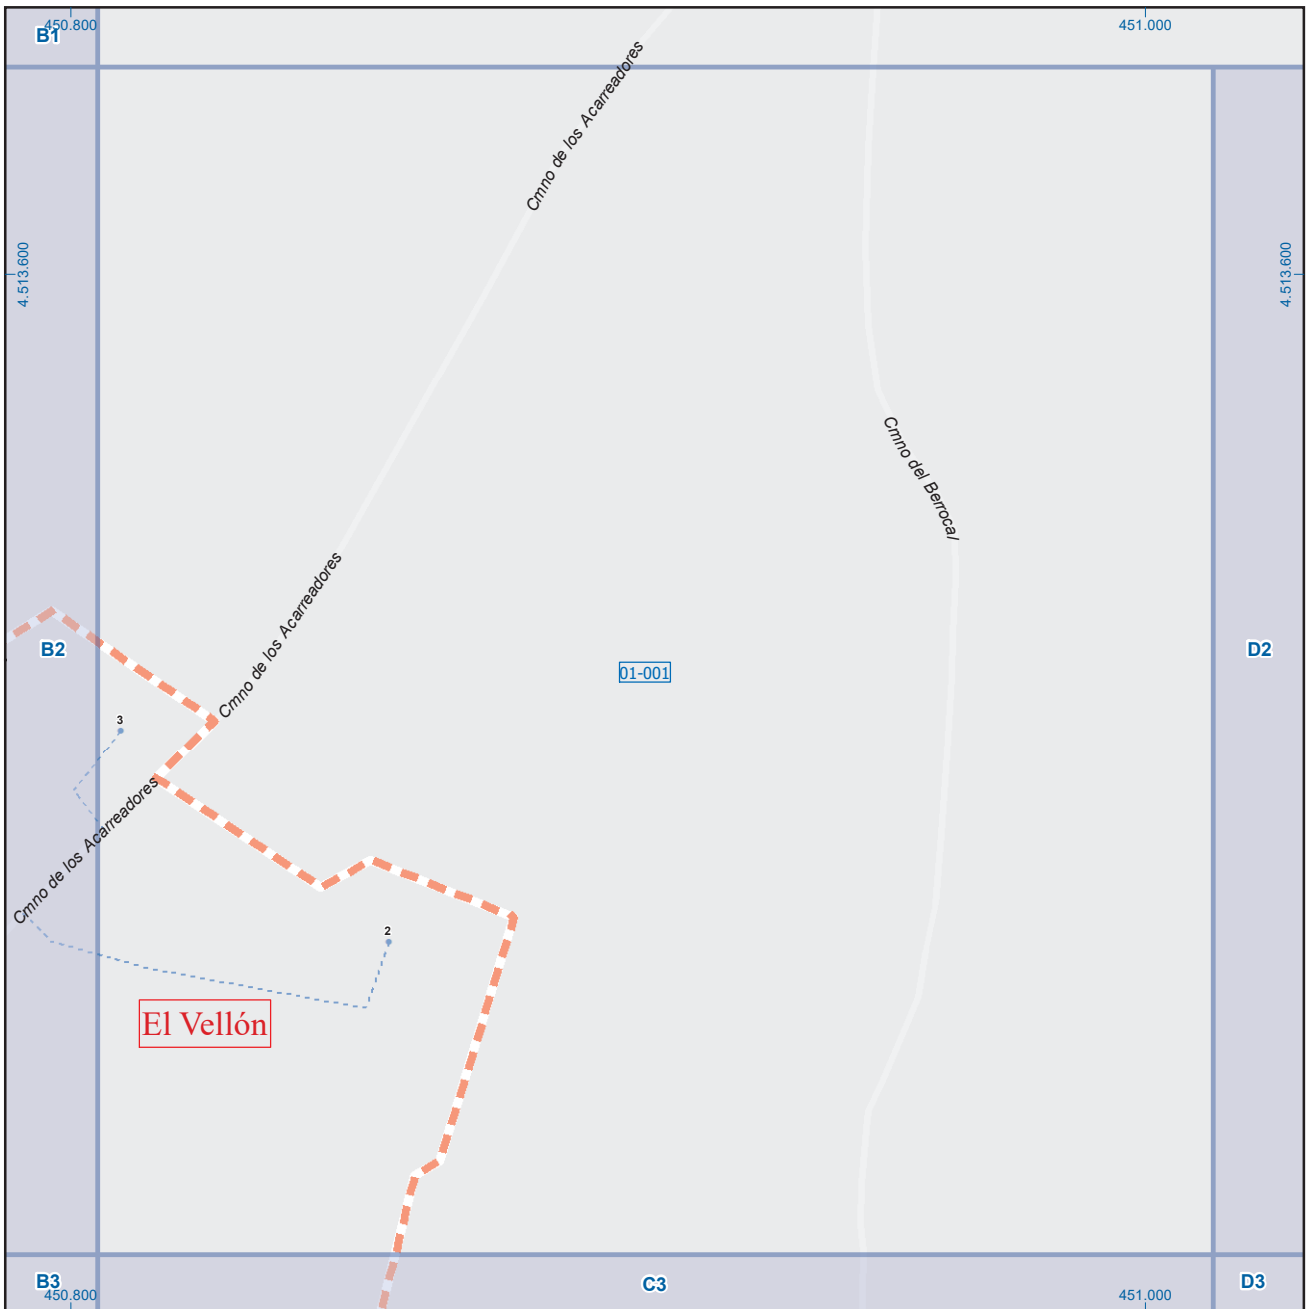 450.800
451.000
B1
Cmno de los Acarreadores
4.513.600
4.513.600
Cmno del Berrocal
Cmno de los Acarreadores
B2
D2
01-001
3
Cmno de los Acarreadores
2
El Vellón
B3
C3
D3
450.800
451.000